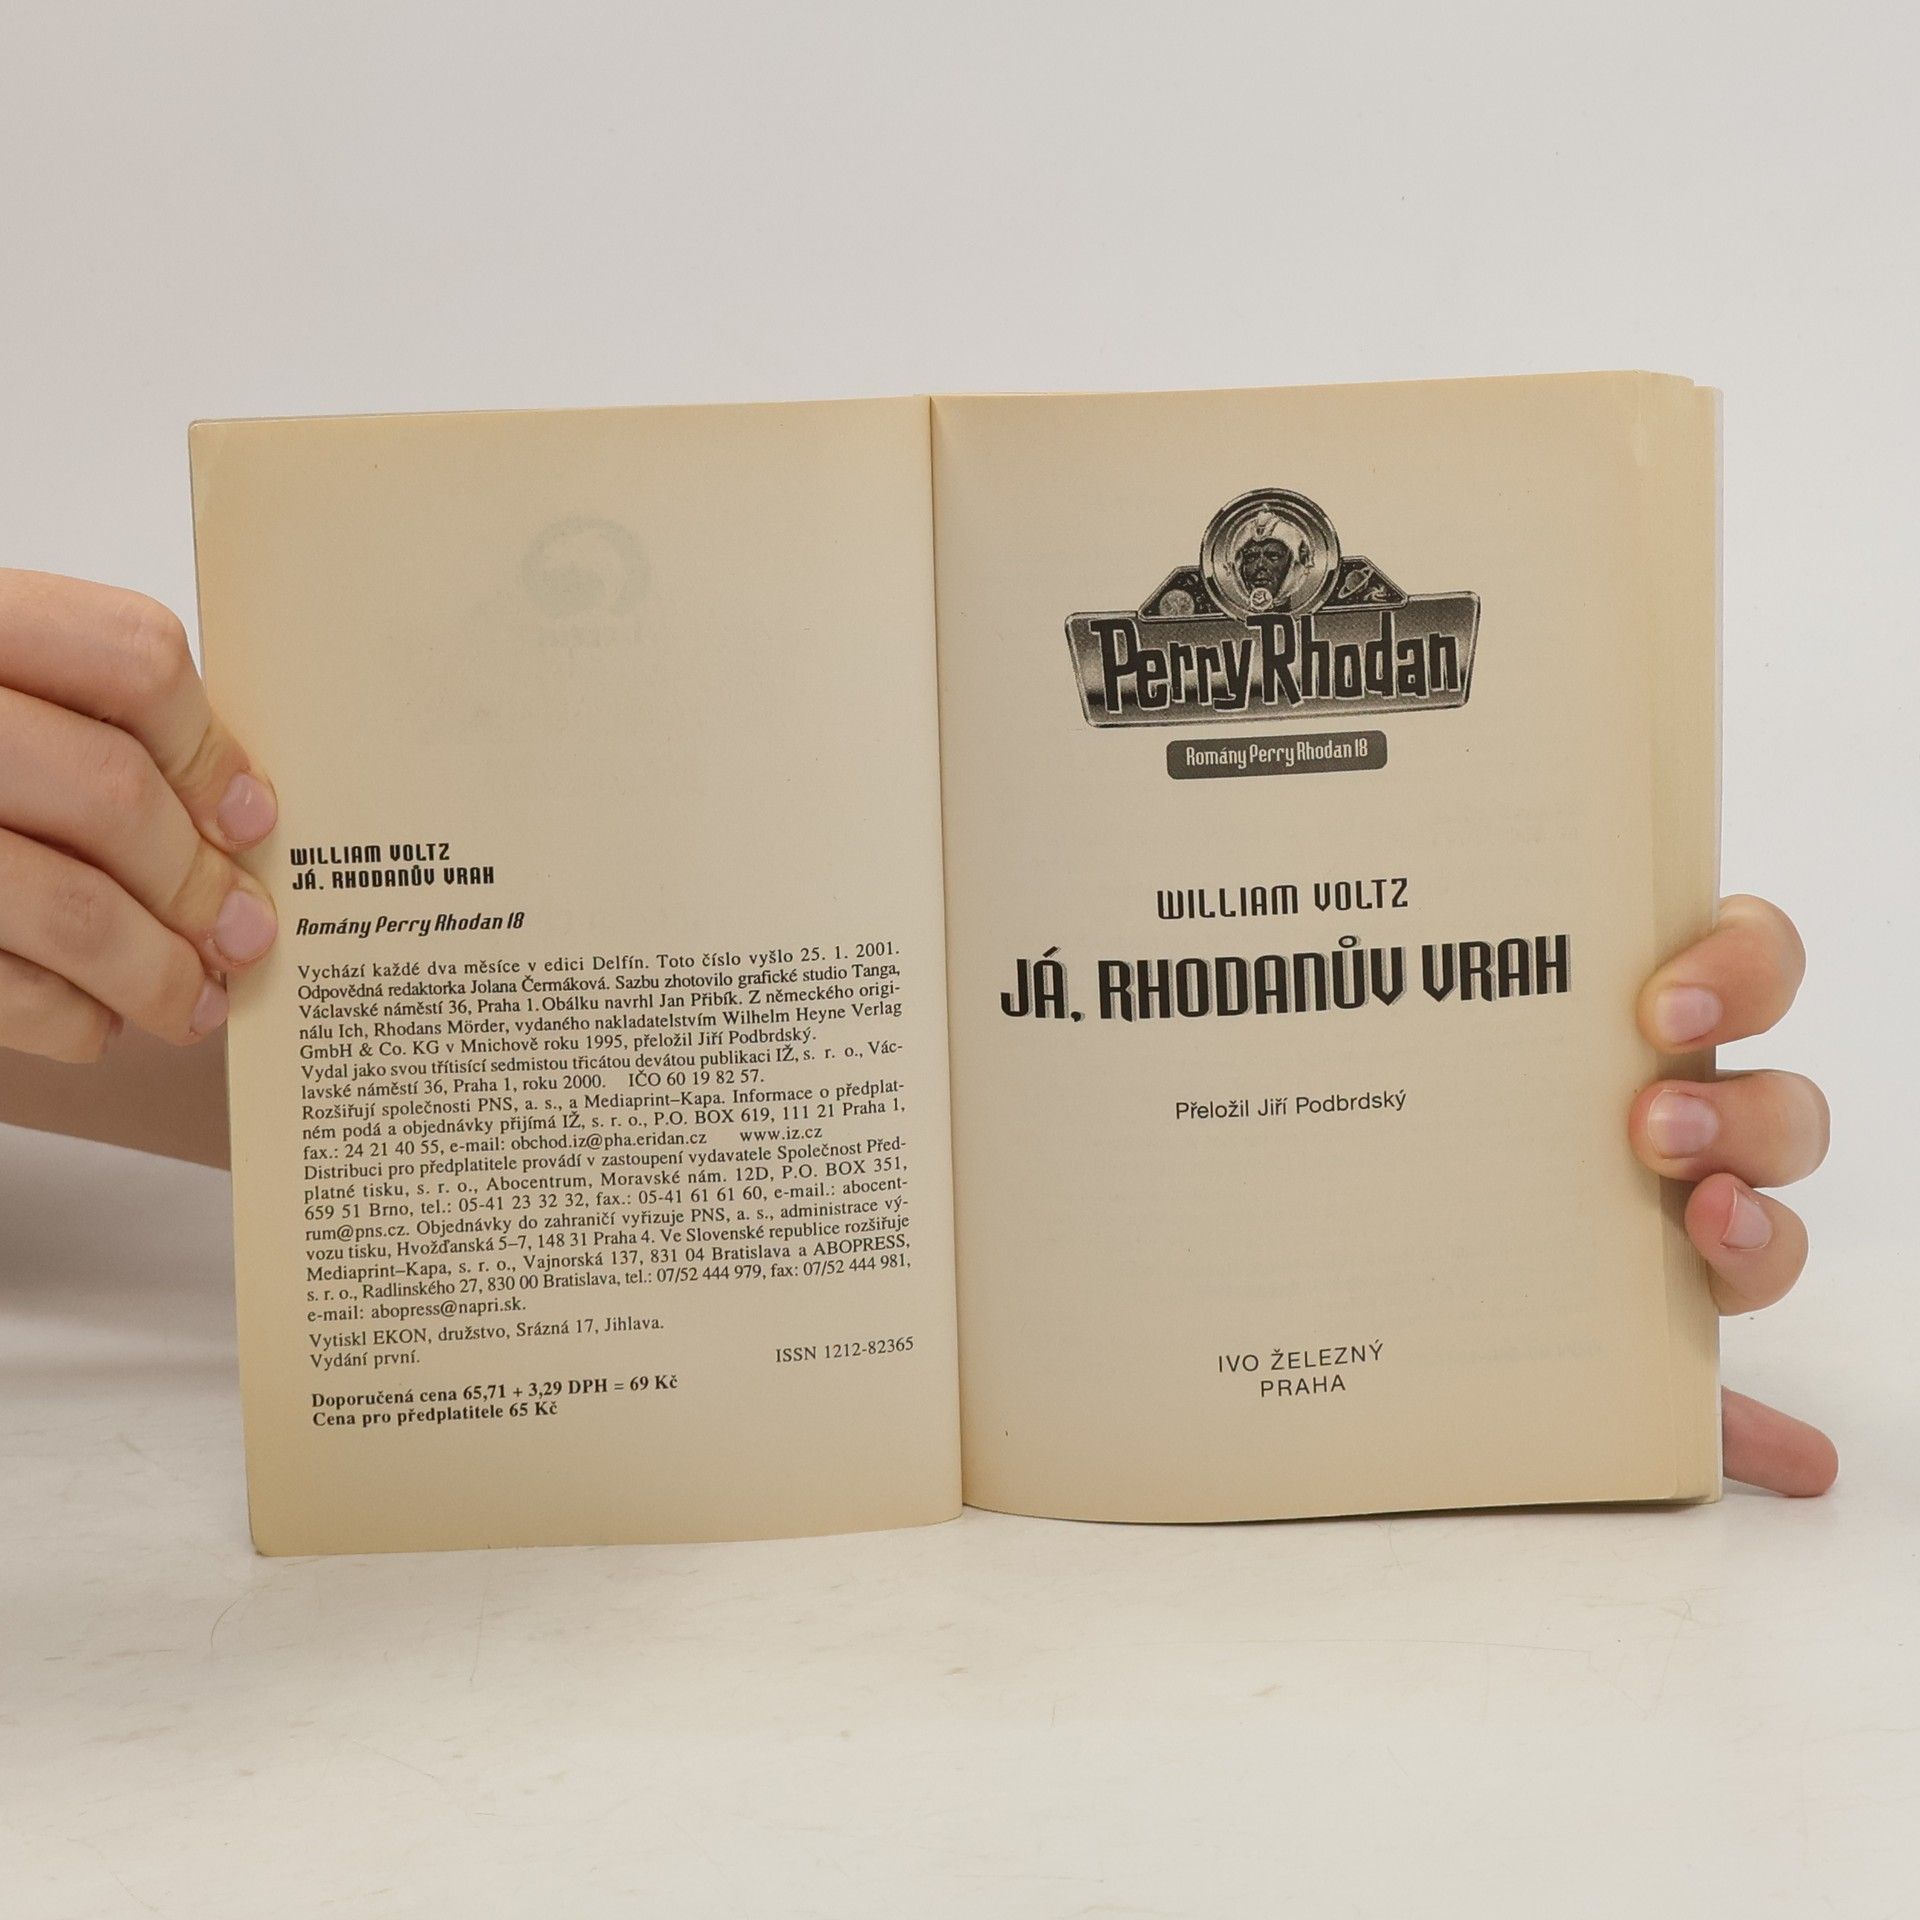 WILLIAM VOLTZ
JÁ, RHODANŮV VRAH
Romány Perry Rhodan 18
Vychází každé dva měsíce v edici Delfín. Toto číslo vyšlo 25. 1. 2001.
Odpovědná redaktorka Jolana Čermáková. Sazbu zhotovilo grafické studio Tanga,
Václavské náměstí 36, Praha 1. Obálku navrhl Jan Přibík. Z německého origi-
nálu Ich, Rhodans Mörder, vydaného nakladatelstvím Wilhelm Heyne Verlag
GmbH & Co. KG v Mnichově roku 1995, přeložil Jiří Podbrdský.
Vydal jako svou třítisící sedmistou třicátou devátou publikaci IŽ, s. r. o., Vác-
lavské náměstí 36, Praha 1, roku 2000. IČO 60 19 82 57.
Rozšiřují společnosti PNS, a. s., a Mediaprint–Kapa. Informace o předplat-
ném podá a objednávky přijímá IŽ, s. r. o., P.O. BOX 619, 111 21 Praha 1,
fax.: 24 21 40 55, e-mail: obchod.iz@pha.eridan.cz www.iz.cz
Distribuci pro předplatitele provádí v zastoupení vydavatele Společnost Před-
platné tisku, s. r. o., Abocentrum, Moravské nám. 12D, P.O. BOX 351,
659 51 Brno, tel.: 05-41 23 32 32, fax.: 05-41 61 61 60, e-mail.: abocent-
rum@pns.cz. Objednávky do zahraničí vyřizuje PNS, a. s., administrace vý-
vozu tisku, Hvožďanská 5–7, 148 31 Praha 4. Ve Slovenské republice rozšiřuje
Mediaprint–Kapa, s. r. o., Vajnorská 137, 831 04 Bratislava a ABOPRESS,
s. r. o., Radlinského 27, 830 00 Bratislava, tel.: 07/52 444 979, fax: 07/52 444 981,
e-mail: abopress@napri.sk.
Vytiskl EKON, družstvo, Srázná 17, Jihlava.
Vydání první. ISSN 1212-82365
Doporučená cena 65,71 + 3,29 DPH = 69 Kč
Cena pro předplatitele 65 Kč
Perry Rhodan
Romány Perry Rhodan 18
WILLIAM VOLTZ
JÁ, RHODANŮV VRAH
Přeložil Jiří Podbrdský
IVO ŽELEZNÝ
PRAHA